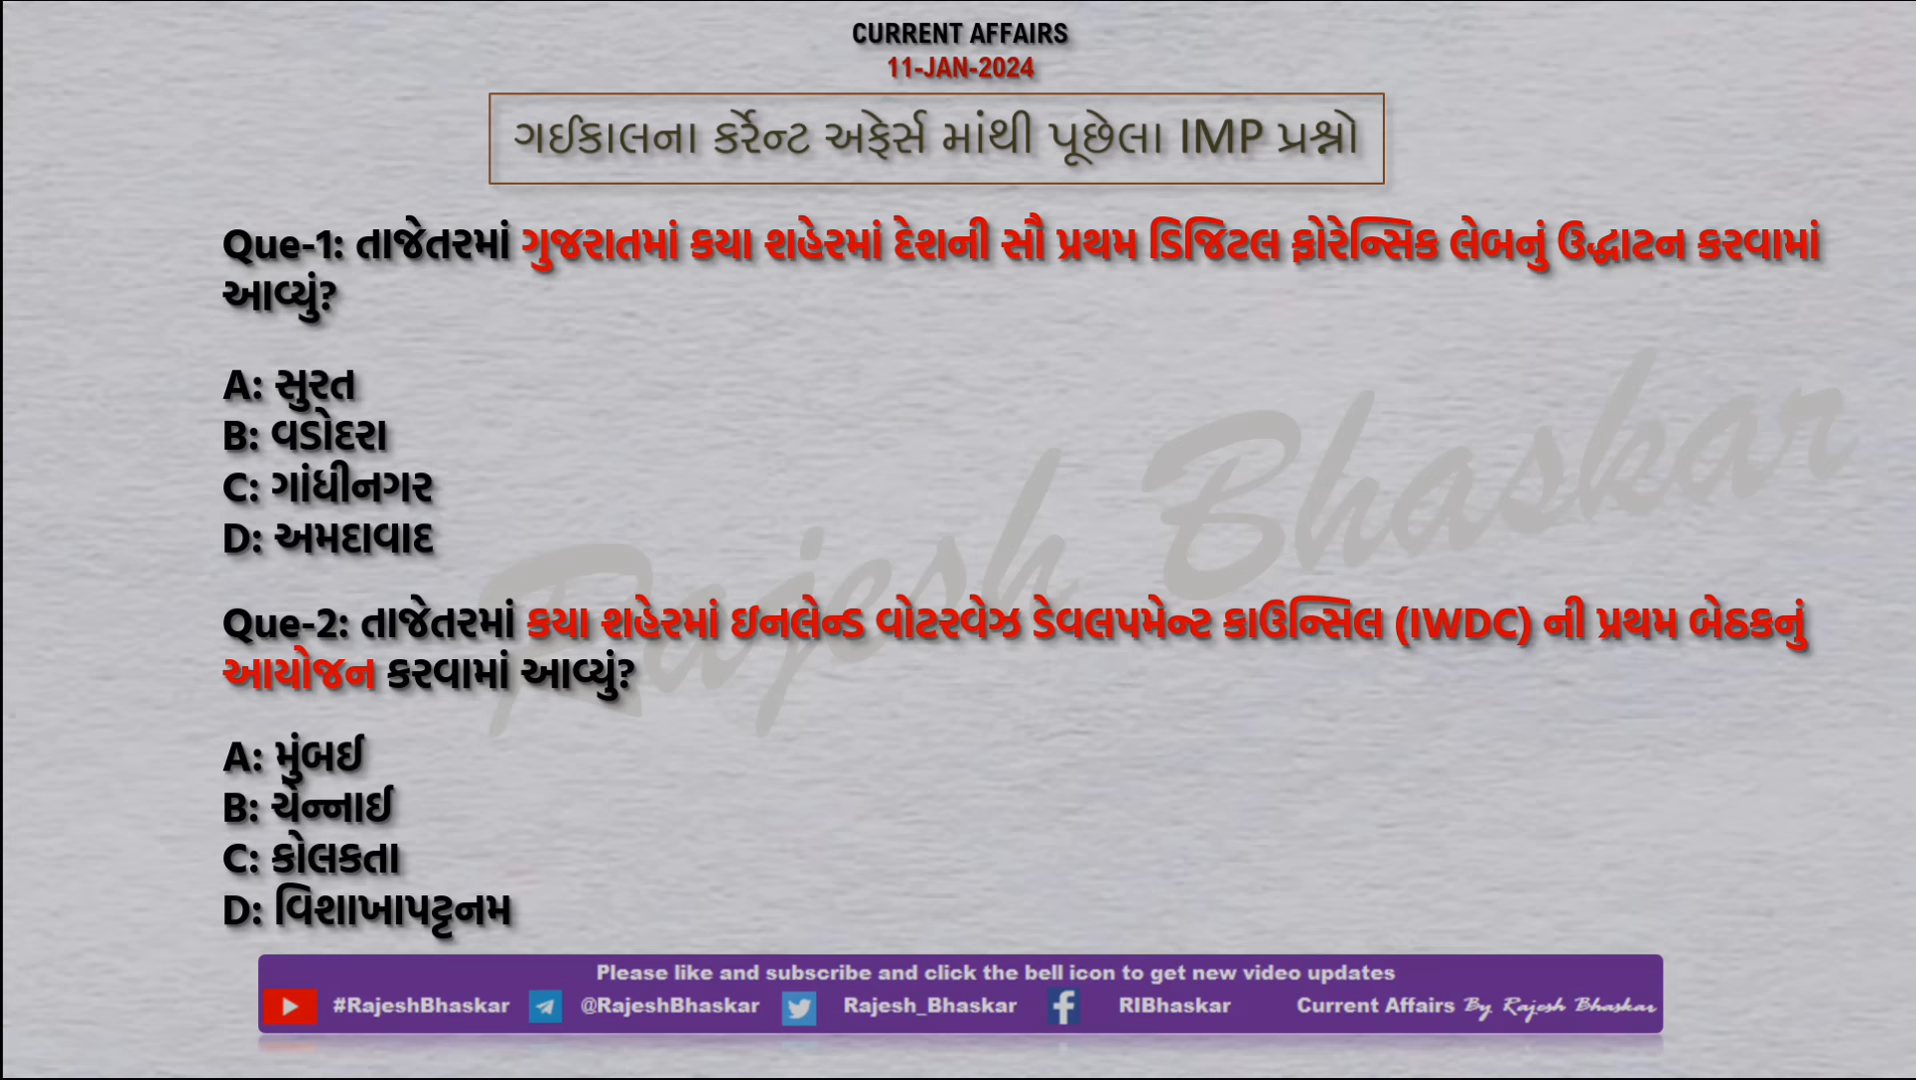 CURRENT AFFAIRS
11-JAN-2024
ગઈકાલના કર્રેન્ટ અફેર્સ માંથી પૂછેલા IMP પ્રશ્નો
Que-1: તાજેતરમાં ગુજરાતમાં કયા શહેરમાં દેશની સૌ પ્રથમ ડિજિટલ ફોરેન્સિક લેબનું ઉદ્ઘાટન કરવામાં
આવ્યું?
A: સુરત
B: વડોદરા
C: ગાંધીનગર
D: અમદાવાદ
Que-2: તાજેતરમાં કયા શહેરમાં ઇનલેન્ડ વોટરવેઝ ડેવલપમેન્ટ કાઉન્સિલ (IWDC) ની પ્રથમ બેઠકનું
આયોજન કરવામાં આવ્યું?
A: મુંબઈ
B: ચેન્નાઈ
C: કોલકતા
D: વિશાખાપટ્ટનમ
Rajesh Bhaskar
Please like and subscribe and click the bell icon to get new video updates
#RajeshBhaskar @RajeshBhaskar Rajesh_Bhaskar RIBhaskar Current Affairs By Rajesh Bhaskar